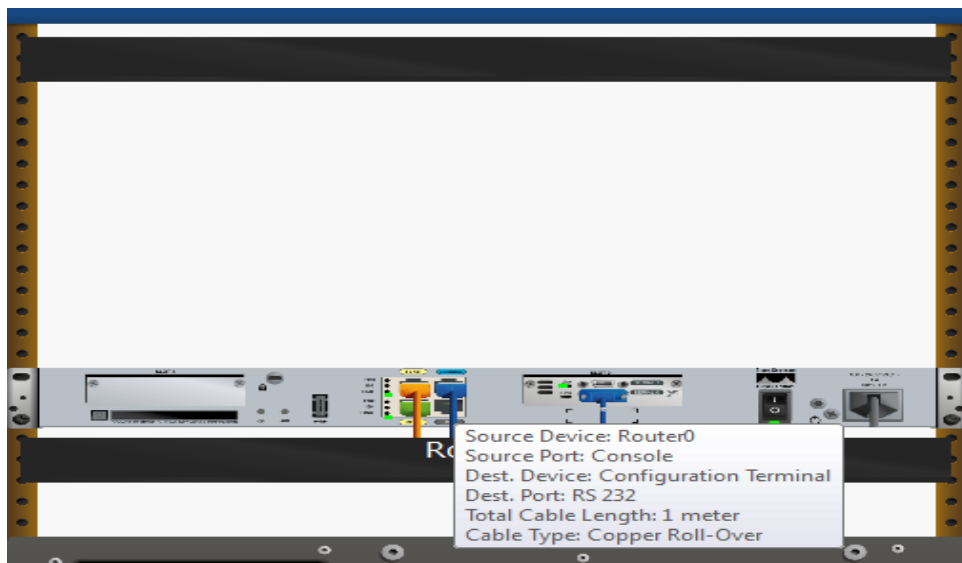 Ro
Source Device: Router0
Source Port: Console
Dest. Device: Configuration Terminal
Dest. Port: RS 232
Total Cable Length: 1 meter
Cable Type: Copper Roll-Over